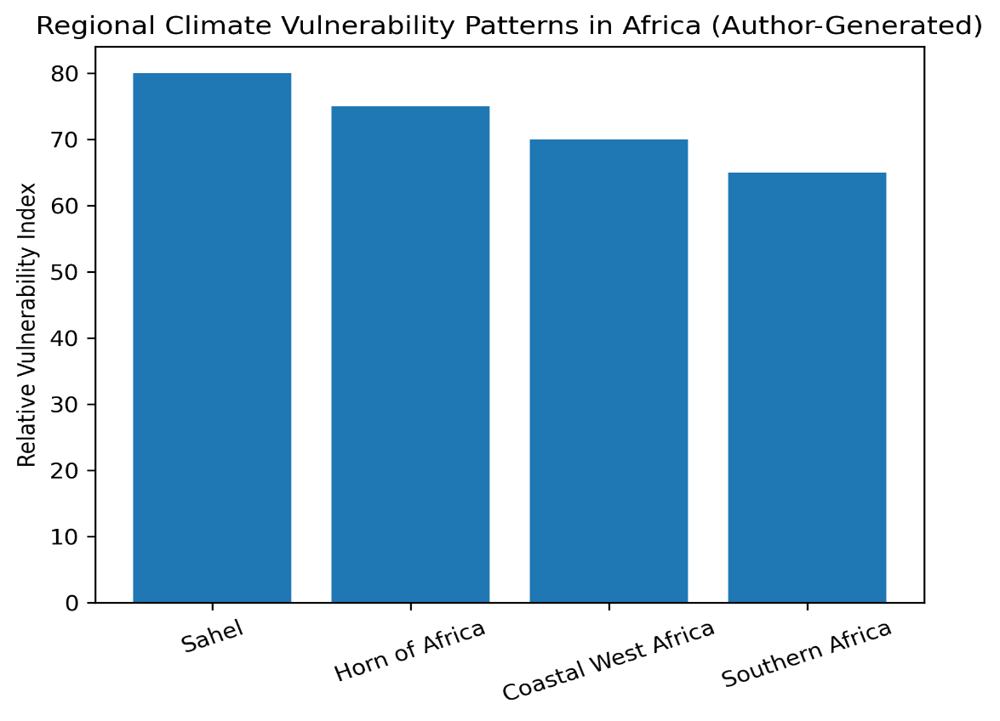 Regional Climate Vulnerability Patterns in Africa (Author-Generated)
Relative Vulnerability Index
80
70
60
50
40
30
20
10
0
Sahel
Horn of Africa
Coastal West Africa
Southern Africa